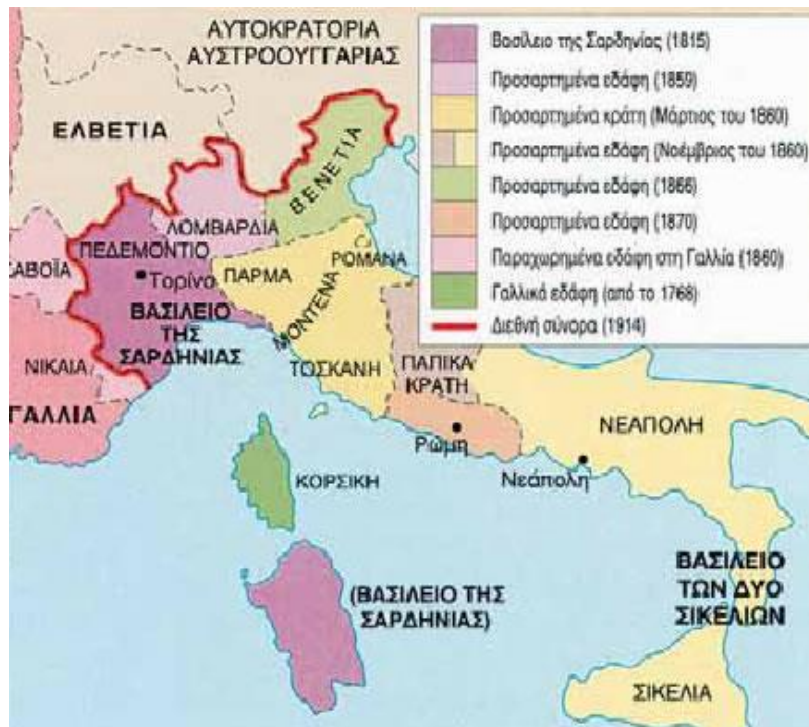 ΑΥΤΟΚΡΑΤΟΡΙΑ
ΑΥΣΤΡΟΟΥΓΓΑΡΙΑΣ
ΕΛΒΕΤΙΑ
ΒΕΝΕΤΙΑ
ΛΟΜΒΑΡΔΙΑ
ΠΕΔΕΜΟΝΤΙΟ
ΑΒΟΪΑ
Τορίνο
ΠΑΡΜΑ
ΡΟΜΑΝΑ
ΜΟΝΤΕΝΑ
ΒΑΣΙΛΕΙΟ
ΤΗΣ
ΣΑΡΔΗΝΙΑΣ
ΤΟΣΚΑΝΗ
ΠΑΠΙΚΑ
ΚΡΑΤΗ
ΝΙΚΑΙΑ
ΓΑΛΛΙΑ
Ρώμη
ΝΕΑΠΟΛΗ
Νεάπολη
ΚΟΡΣΙΚΗ
(ΒΑΣΙΛΕΙΟ ΤΗΣ
ΣΑΡΔΗΝΙΑΣ)
ΒΑΣΙΛΕΙΟ
ΤΩΝ ΔΥΟ
ΣΙΚΕΛΙΩΝ
ΣΙΚΕΛΙΑ
Βασίλειο της Σαρδηνίας (1815)
Προσαρτημένα εδάφη (1859)
Προσαρτημένα κράτη (Μάρτιος του 1860)
Προσαρτημένα εδάφη (Νοέμβριος του 1860)
Προσαρτημένα εδάφη (1866)
Προσαρτημένα εδάφη (1870)
Παραχωρημένα εδάφη στη Γαλλία (1860)
Γαλλικά εδάφη (από το 1768)
Διεθνή σύνορα (1914)